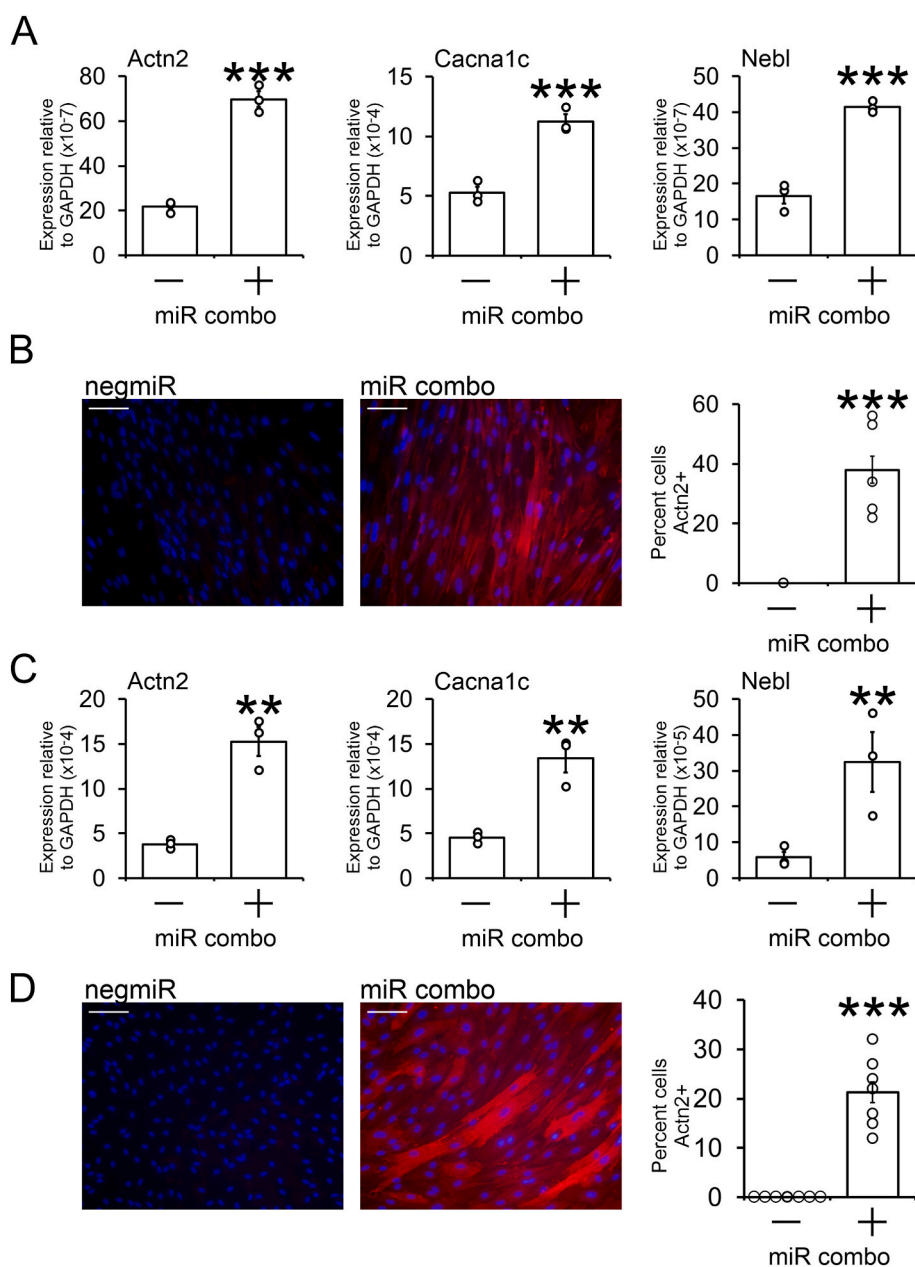 A
Actn2
Cacna1c
Nebl
Expression relative
to GAPDH (x10-7)
80
60
40
20
0
***
— +
miR combo
Expression relative
to GAPDH (x10-4)
15
10
5
0
***
— +
miR combo
Expression relative
to GAPDH (x10-7)
50
40
30
20
10
0
***
— +
miR combo
B
negmiR
miR combo
Percent cells
Actn2+
60
40
20
0
***
— +
miR combo
C
Actn2
Cacna1c
Nebl
Expression relative
to GAPDH (x10-4)
20
15
10
5
0
**
— +
miR combo
Expression relative
to GAPDH (x10-4)
20
15
10
5
0
**
— +
miR combo
Expression relative
to GAPDH (x10-5)
50
40
30
20
10
0
**
— +
miR combo
D
negmiR
miR combo
Percent cells
Actn2+
40
30
20
10
0
***
— +
miR combo